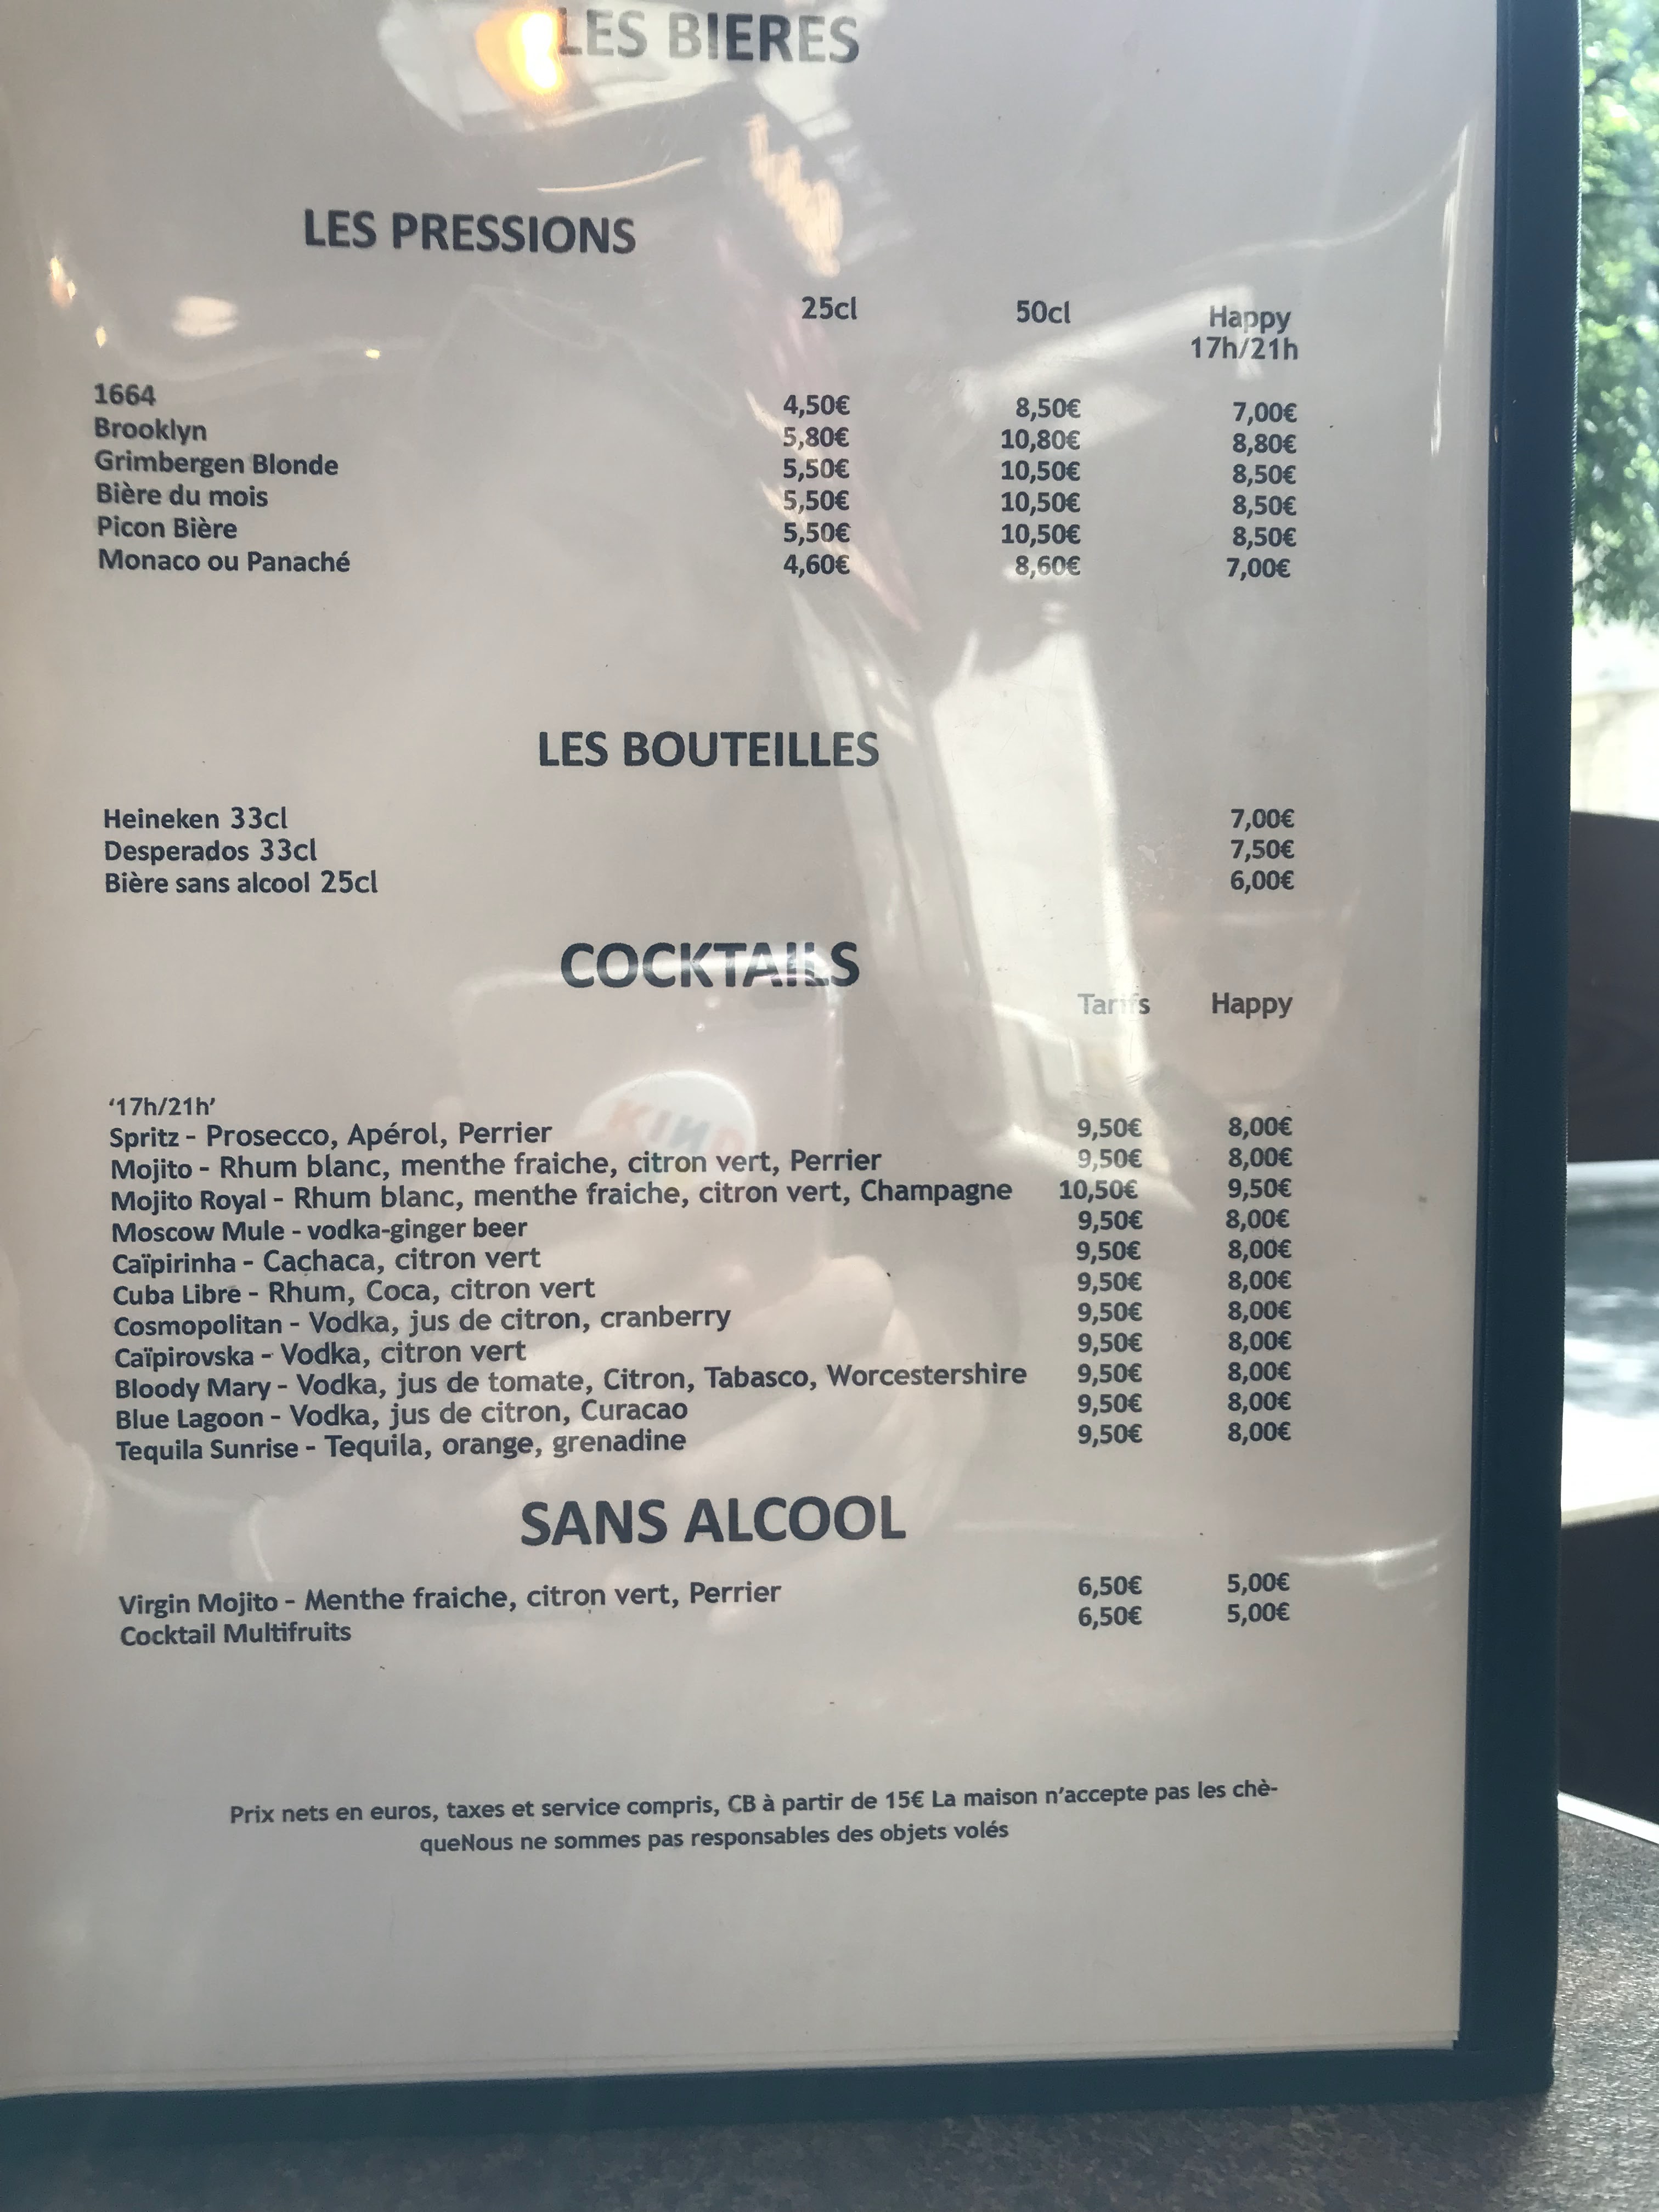 LES BIERES
LES PRESSIONS
25cl 50cl Happy
17h/21h
1664 4,50€ 8,50€ 7,00€
Brooklyn 5,80€ 10,80€ 8,80€
Grimbergen Blonde 5,50€ 10,50€ 8,50€
Bière du mois 5,50€ 10,50€ 8,50€
Picon Bière 5,50€ 10,50€ 8,50€
Monaco ou Panaché 4,60€ 8,60€ 7,00€
LES BOUTEILLES
Heineken 33cl 7,00€
Desperados 33cl 7,50€
Bière sans alcool 25cl 6,00€
COCKTAILS
Tarifs Happy
‘17h/21h’
Spritz - Prosecco, Apérol, Perrier 9,50€ 8,00€
Mojito - Rhum blanc, menthe fraiche, citron vert, Perrier 9,50€ 8,00€
Mojito Royal - Rhum blanc, menthe fraiche, citron vert, Champagne 10,50€ 9,50€
Moscow Mule - vodka-ginger beer 9,50€ 8,00€
Caïpirinha - Cachaca, citron vert 9,50€ 8,00€
Cuba Libre - Rhum, Coca, citron vert 9,50€ 8,00€
Cosmopolitan - Vodka, jus de citron, cranberry 9,50€ 8,00€
Caïpirovska - Vodka, citron vert 9,50€ 8,00€
Bloody Mary - Vodka, jus de tomate, Citron, Tabasco, Worcestershire 9,50€ 8,00€
Blue Lagoon - Vodka, jus de citron, Curacao 9,50€ 8,00€
Tequila Sunrise - Tequila, orange, grenadine 9,50€ 8,00€
SANS ALCOOL
Virgin Mojito - Menthe fraiche, citron vert, Perrier 6,50€ 5,00€
Cocktail Multifruits 6,50€ 5,00€
Prix nets en euros, taxes et service compris, CB à partir de 15€ La maison n’accepte pas les chè-
queNous ne sommes pas responsables des objets volés